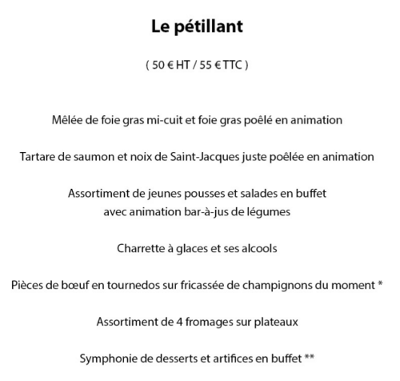 Le pétillant
( 50 € HT / 55 € TTC )
Mêlée de foie gras mi-cuit et foie gras poêlé en animation
Tartare de saumon et noix de Saint-Jacques juste poêlée en animation
Assortiment de jeunes pousses et salades en buffet
avec animation bar-à-jus de légumes
Charrette à glaces et ses alcools
Pièces de bœuf en tournedos sur fricassée de champignons du moment *
Assortiment de 4 fromages sur plateaux
Symphonie de desserts et artifices en buffet **